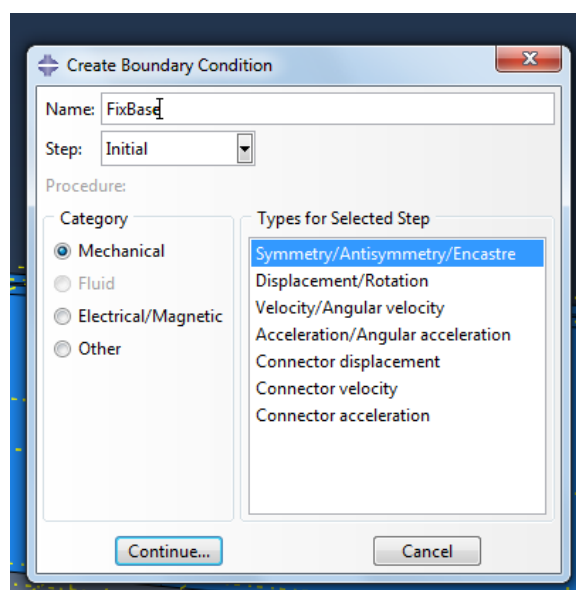 Create Boundary Condition
Name: FixBase
Step: Initial
Procedure:
Category
Mechanical
Fluid
Electrical/Magnetic
Other
Types for Selected Step
Symmetry/Antisymmetry/Encastre
Displacement/Rotation
Velocity/Angular velocity
Acceleration/Angular acceleration
Connector displacement
Connector velocity
Connector acceleration
Continue... Cancel